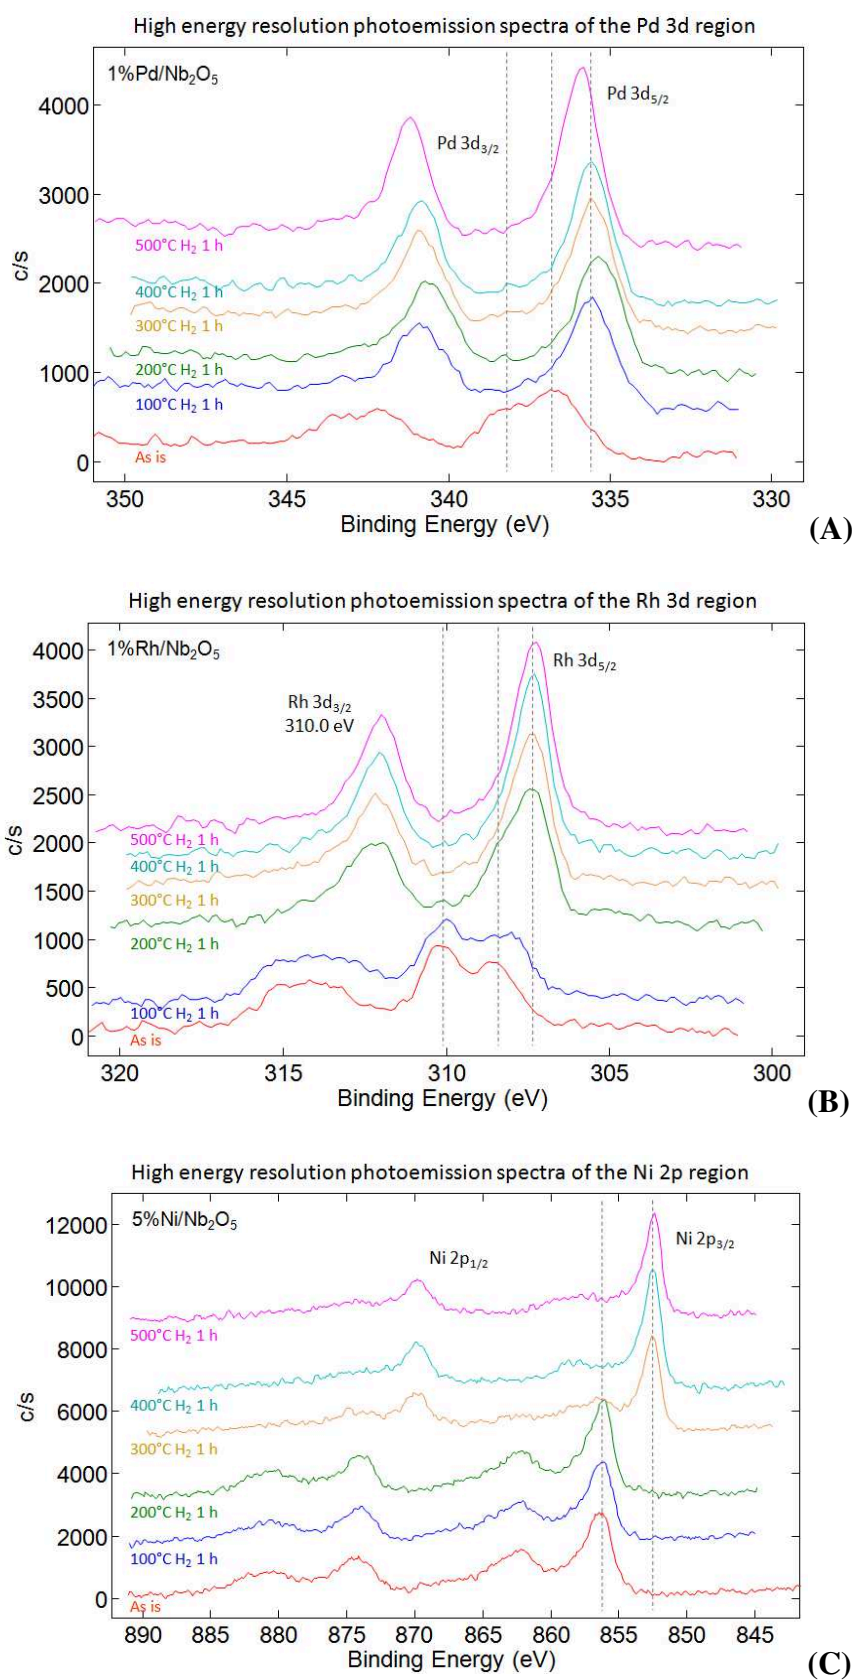 High energy resolution photoemission spectra of the Pd 3d region
1%Pd/Nb₂O₅
Pd 3d₅/₂
Pd 3d₃/₂
4000
3000
2000
1000
0
c/s
500°C H₂ 1 h
400°C H₂ 1 h
300°C H₂ 1 h
200°C H₂ 1 h
100°C H₂ 1 h
As is
350 345 340 335 330
Binding Energy (eV)
(A)
High energy resolution photoemission spectra of the Rh 3d region
1%Rh/Nb₂O₅
Rh 3d₅/₂
Rh 3d₃/₂
310.0 eV
4000
3500
3000
2500
2000
1500
1000
500
0
c/s
500°C H₂ 1 h
400°C H₂ 1 h
300°C H₂ 1 h
200°C H₂ 1 h
100°C H₂ 1 h
As is
320 315 310 305 300
Binding Energy (eV)
(B)
High energy resolution photoemission spectra of the Ni 2p region
5%Ni/Nb₂O₅
Ni 2p₃/₂
Ni 2p₁/₂
12000
10000
8000
6000
4000
2000
0
c/s
500°C H₂ 1 h
400°C H₂ 1 h
300°C H₂ 1 h
200°C H₂ 1 h
100°C H₂ 1 h
As is
890 885 880 875 870 865 860 855 850 845
Binding Energy (eV)
(C)